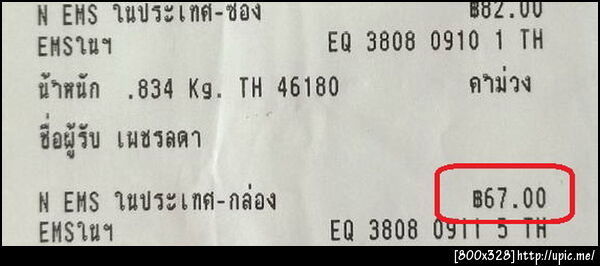 N EMS ในประเทศ-ซอง ฿82.00
EMSในฯ EQ 3808 0910 1 TH
น้ำหนัก .834 Kg. TH 46180 คำม่วง
ชื่อผู้รับ เพชรลดา
N EMS ในประเทศ-กล่อง ฿67.00
EMSในฯ EQ 3808 0911 5 TH
[800x328]http://upic.me/